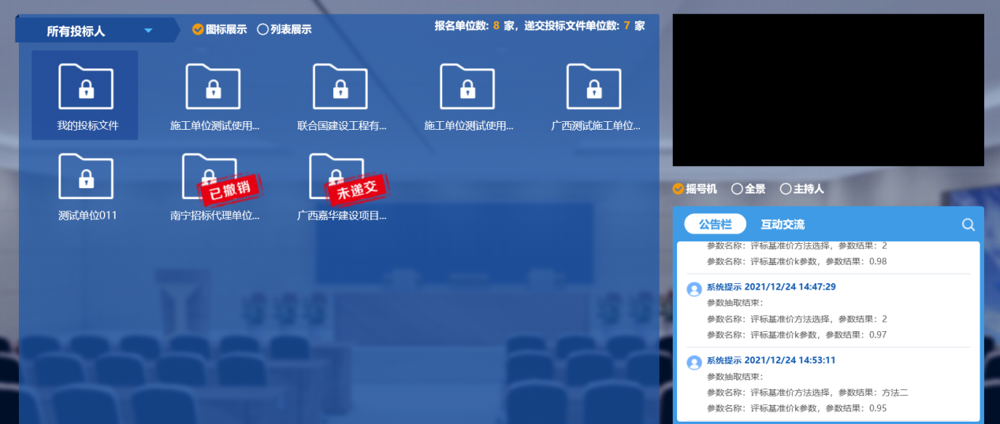 所有投标人
图标展示 列表展示
报名单位数: 8 家，递交投标文件单位数: 7 家
我的投标文件
施工单位测试使用...
联合国建设工程有...
施工单位测试使用...
广西测试施工单位...
已撤销
未递交
测试单位011
南宁招标代理单位...
广西嘉华建设项目...
摇号机 全景 主持人
公告栏 互动交流
参数名称：评标基准价方法选择，参数结果：2
参数名称：评标基准价k参数，参数结果：0.98
系统提示 2021/12/24 14:47:29
参数抽取结束：
参数名称：评标基准价方法选择，参数结果：2
参数名称：评标基准价k参数，参数结果：0.97
系统提示 2021/12/24 14:53:11
参数抽取结束：
参数名称：评标基准价方法选择，参数结果：方法二
参数名称：评标基准价k参数，参数结果：0.95